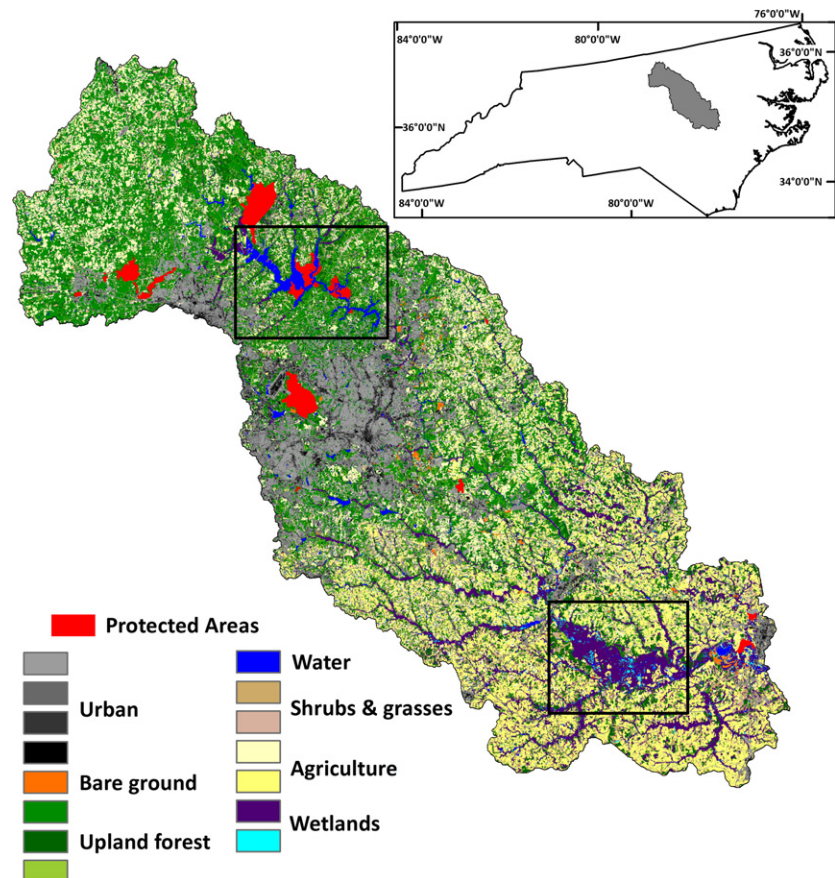 76°0'0"W
84°0'0"W
80°0'0"W
36°0'0"N
36°0'0"N
34°0'0"N
84°0'0"W
80°0'0"W
Protected Areas
Urban
Bare ground
Upland forest
Water
Shrubs & grasses
Agriculture
Wetlands